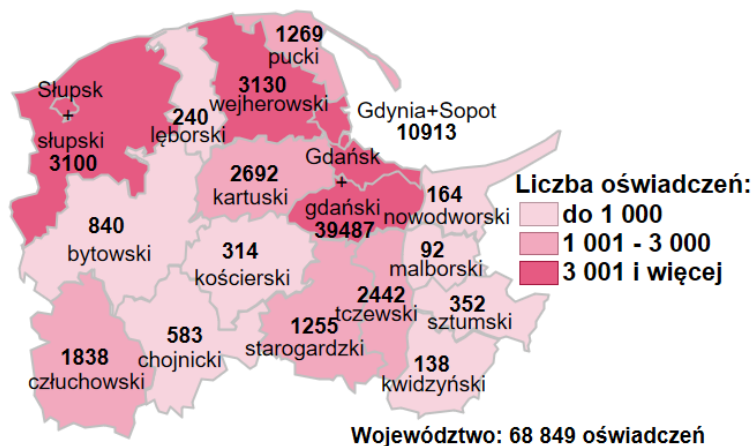 1269
pucki
Słupsk
+
słupski
3100
240
lęborski
3130
wejherowski
Gdynia+Sopot
10913
Gdańsk
+
gdański
39487
2692
kartuski
164
nowodworski
840
bytowski
314
kościerski
92
malborski
2442
tczewski
352
sztumski
1255
starogardzki
583
chojnicki
1838
człuchowski
138
kwidzyński
Liczba oświadczeń:
do 1 000
1 001 - 3 000
3 001 i więcej
Województwo: 68 849 oświadczeń